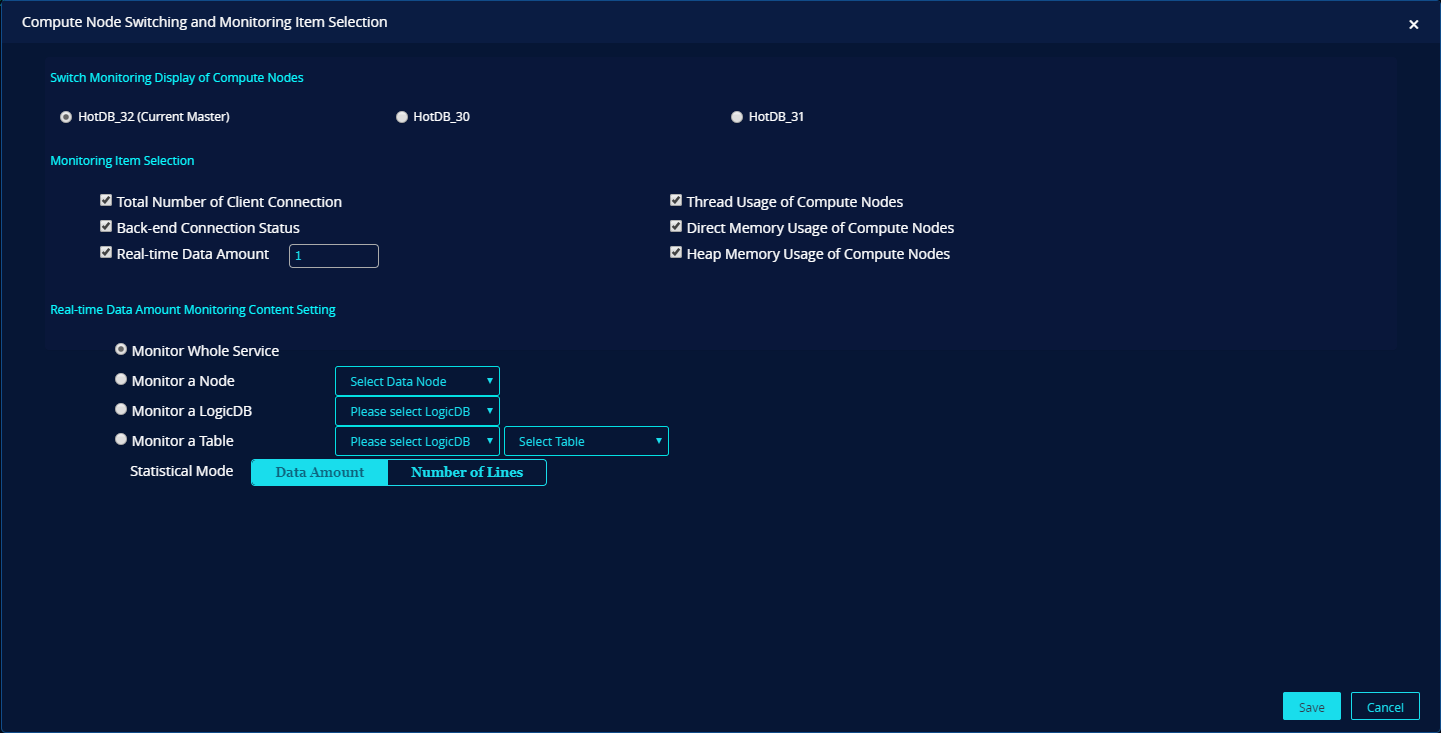 Compute Node Switching and Monitoring Item Selection
Switch Monitoring Display of Compute Nodes
HotDB_32 (Current Master) HotDB_30 HotDB_31
Monitoring Item Selection
Total Number of Client Connection Thread Usage of Compute Nodes
Back-end Connection Status Direct Memory Usage of Compute Nodes
Real-time Data Amount 1 Heap Memory Usage of Compute Nodes
Real-time Data Amount Monitoring Content Setting
Monitor Whole Service
Monitor a Node Select Data Node
Monitor a LogicDB Please select LogicDB
Monitor a Table Please select LogicDB Select Table
Statistical Mode Data Amount Number of Lines
Save Cancel